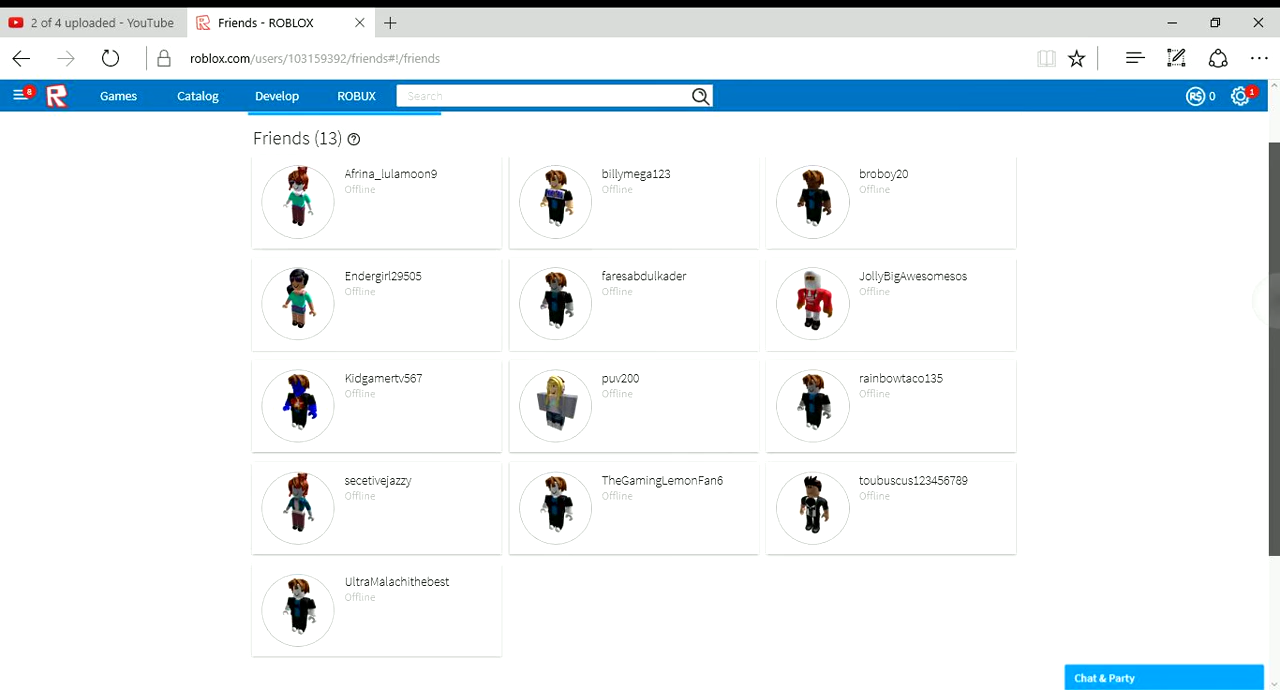 2 of 4 uploaded - YouTube
Friends - ROBLOX
roblox.com/users/103159392/friends#!/friends
8
R
Games
Catalog
Develop
ROBUX
Search
R$ 0
1
Friends (13)
?
Afrina_lulamoon9
Offline
billymega123
Offline
broboy20
Offline
Endergirl29505
Offline
faresabdulkader
Offline
JollyBigAwesomesos
Offline
Kidgamertv567
Offline
puv200
Offline
rainbowtaco135
Offline
secetivejazzy
Offline
TheGamingLemonFan6
Offline
toubuscus123456789
Offline
UltraMalachithebest
Offline
Chat & Party